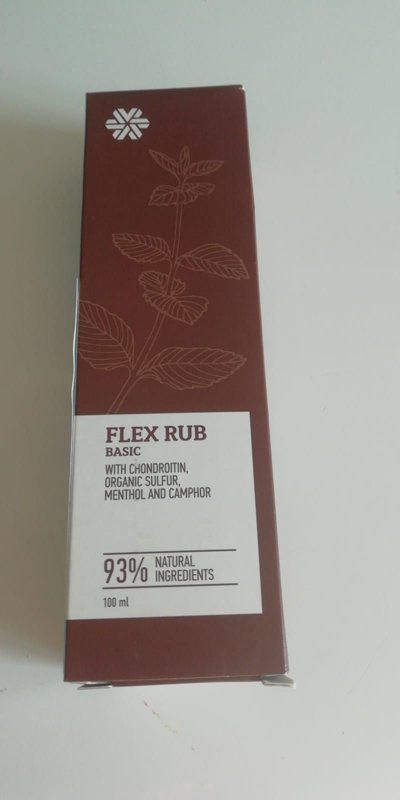 FLEX RUB
BASIC
WITH CHONDROITIN,
ORGANIC SULFUR,
MENTHOL AND CAMPHOR
93% NATURAL
INGREDIENTS
100 ml